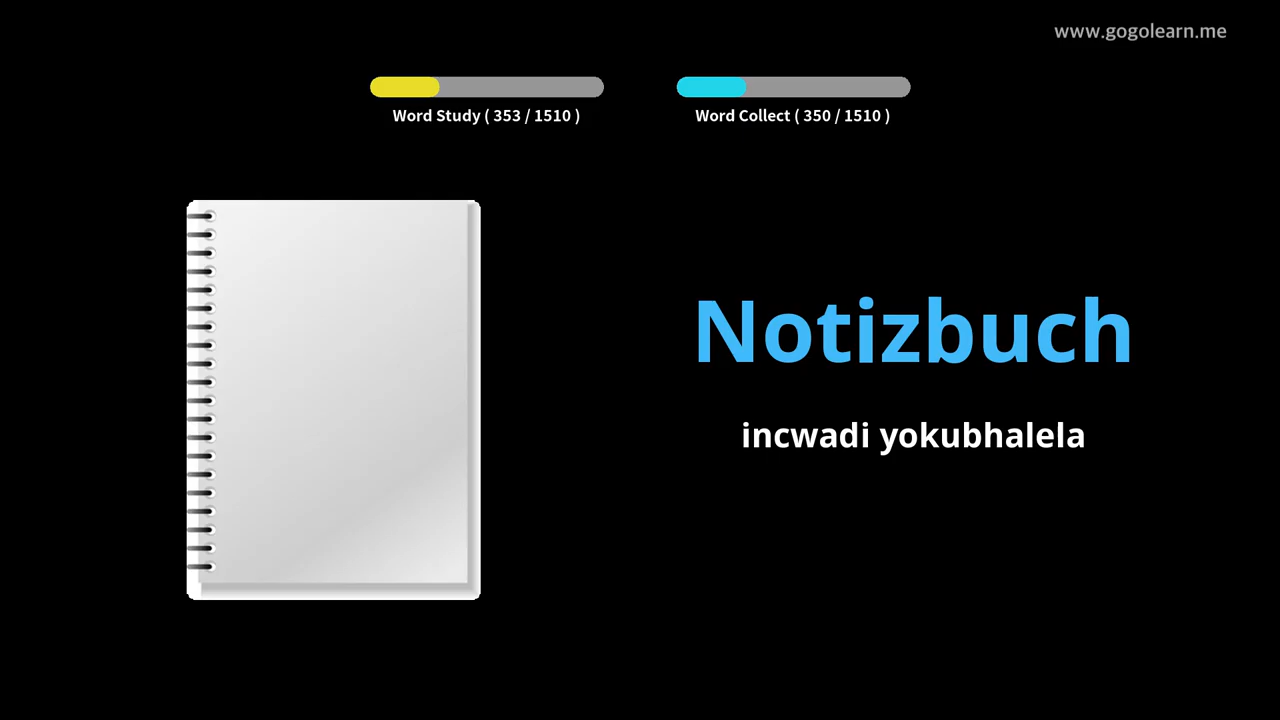 www.gogolearn.me
Word Study ( 353 / 1510 )
Word Collect ( 350 / 1510 )
Notizbuch
incwadi yokubhalela